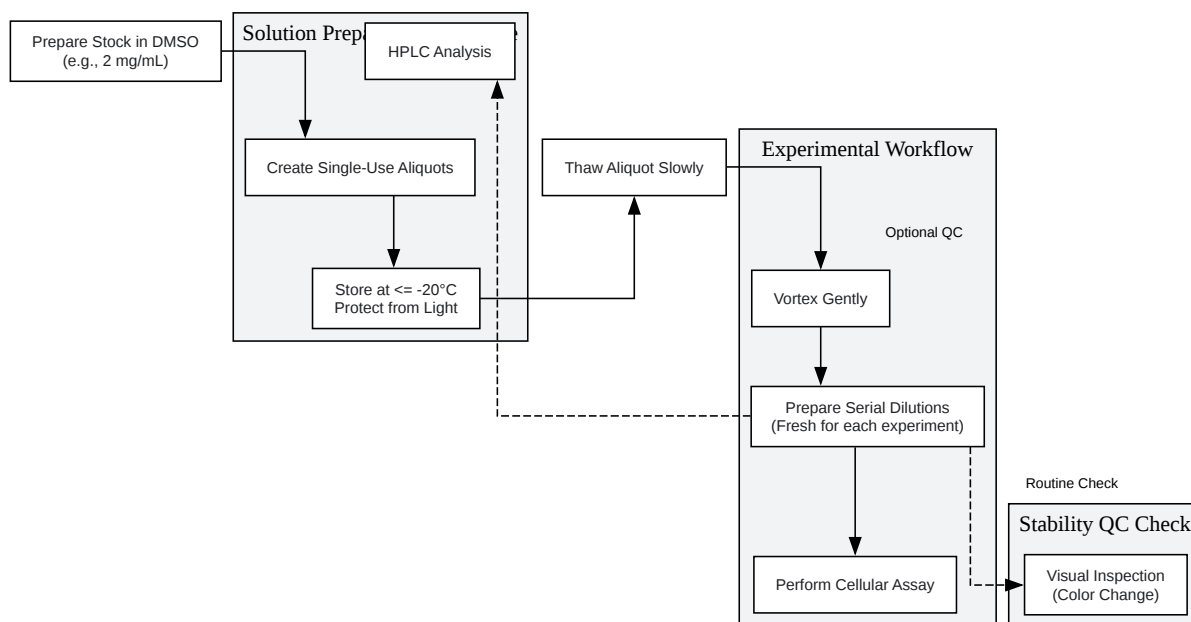 Prepare Stock in DMSO
(e.g., 2 mg/mL)
Solution Prepa
e
HPLC Analysis
Create Single-Use Aliquots
Store at <= -20°C
Protect from Light
Thaw Aliquot Slowly
Experimental Workflow
Optional QC
Vortex Gently
Prepare Serial Dilutions
(Fresh for each experiment)
Perform Cellular Assay
Routine Check
Stability QC Check
Visual Inspection
(Color Change)